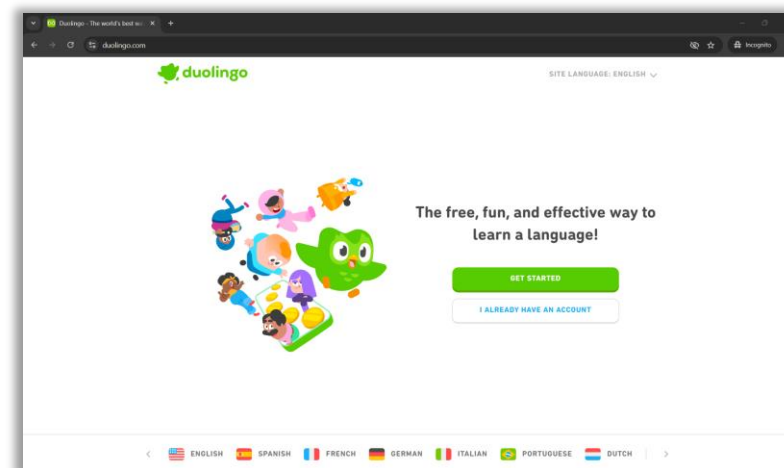 Duolingo - The world's best wa
duolingo.com
Incognito
duolingo
SITE LANGUAGE: ENGLISH
The free, fun, and effective way to
learn a language!
GET STARTED
I ALREADY HAVE AN ACCOUNT
ENGLISH SPANISH FRENCH GERMAN ITALIAN PORTUGUESE DUTCH